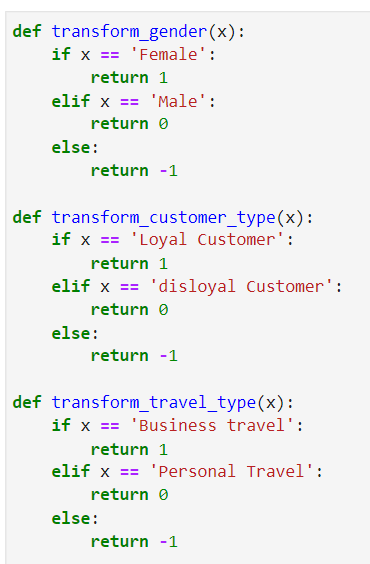 def transform_gender(x):
    if x == 'Female':
        return 1
    elif x == 'Male':
        return 0
    else:
        return -1

def transform_customer_type(x):
    if x == 'Loyal Customer':
        return 1
    elif x == 'disloyal Customer':
        return 0
    else:
        return -1

def transform_travel_type(x):
    if x == 'Business travel':
        return 1
    elif x == 'Personal Travel':
        return 0
    else:
        return -1